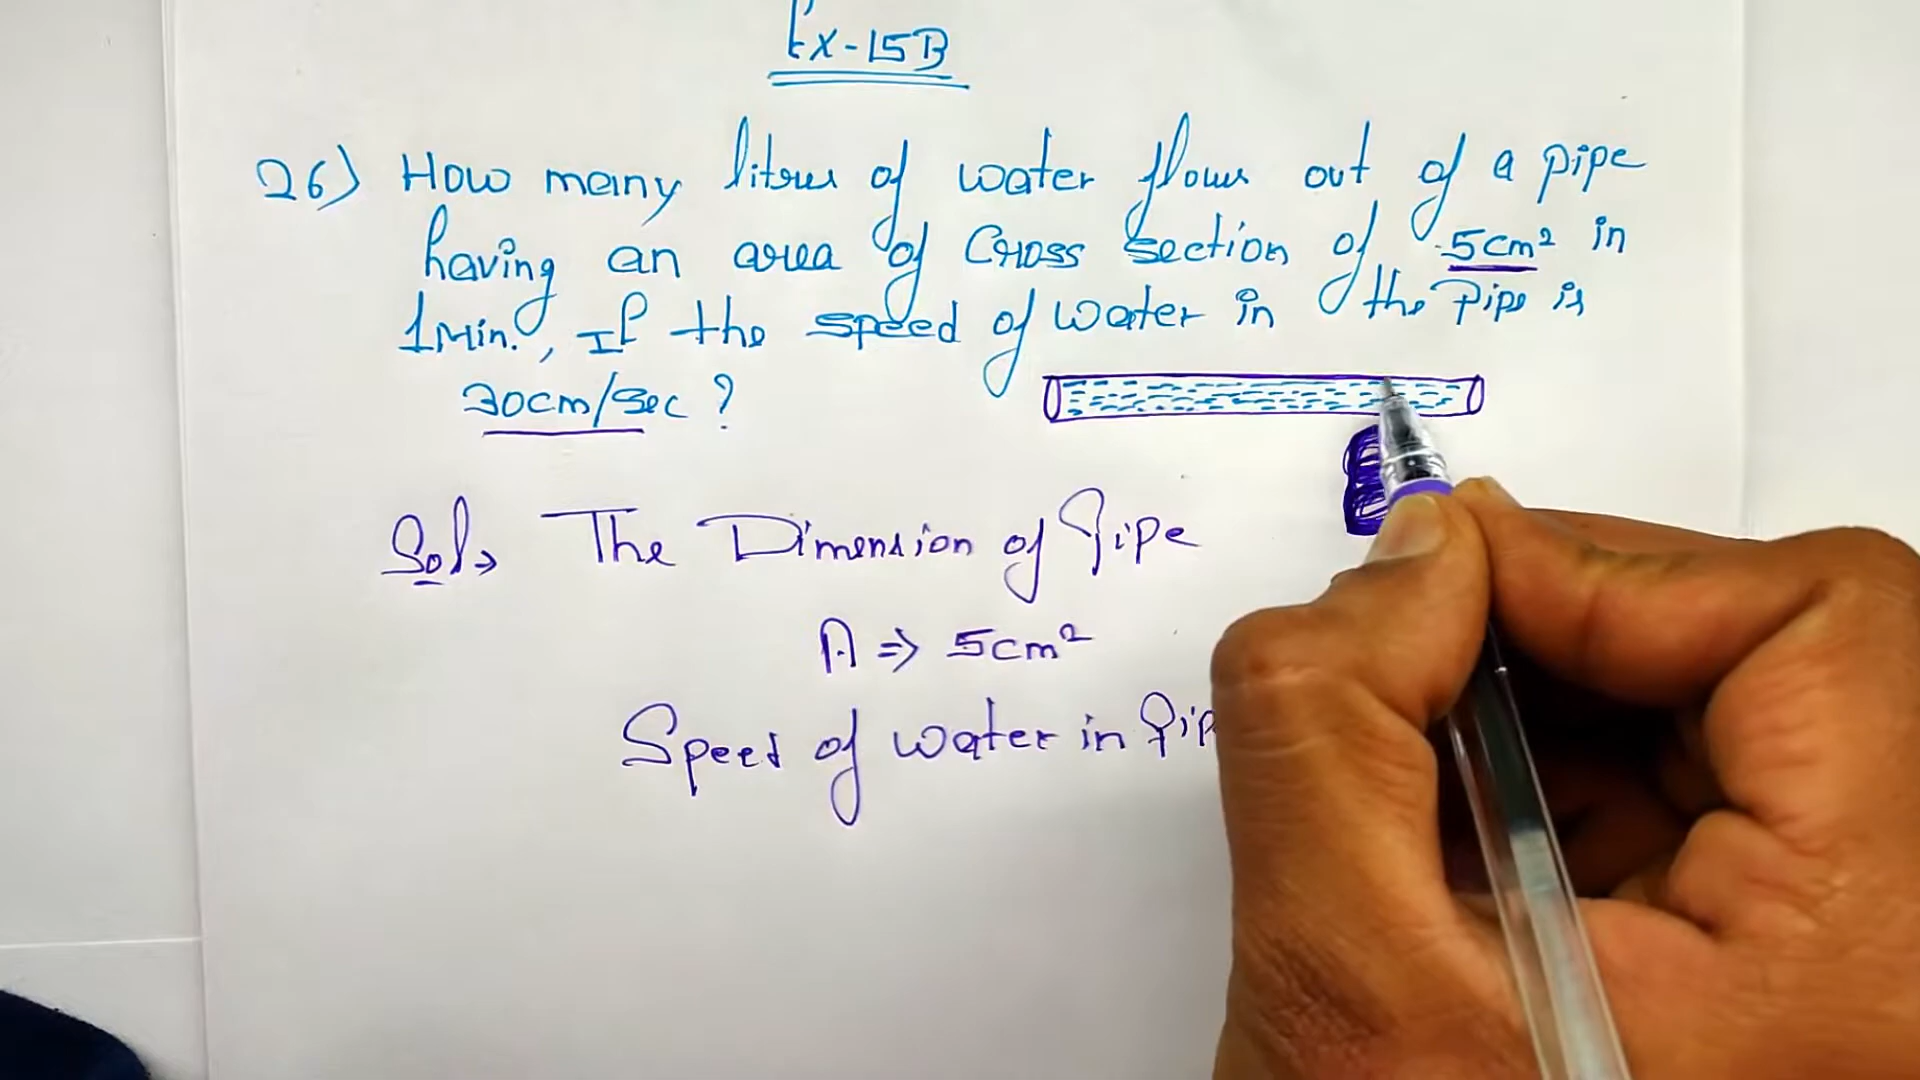 Ex-15B
26) How many litres of water flows out of a pipe
having an area of Cross section of 5cm² in
1Min., If the speed of water in the Pipe is
30cm/sec ?
Sol→ The Dimension of Pipe
A ⇒ 5cm²
Speed of water in Pip